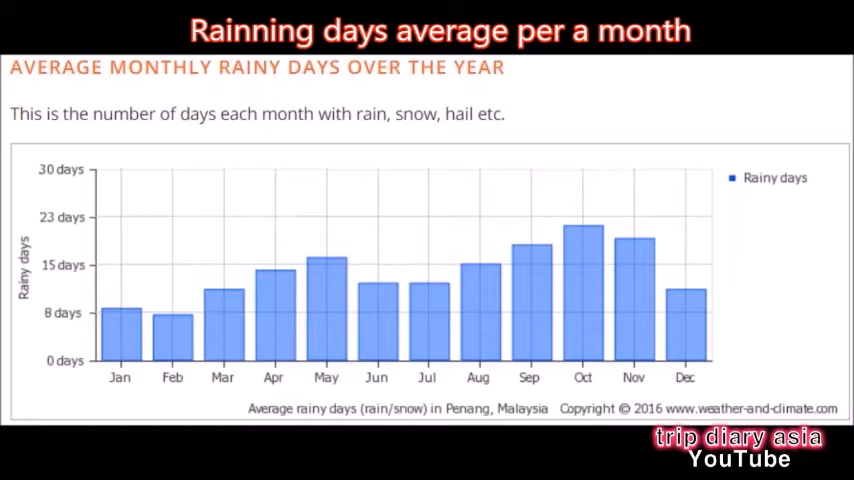 Rainning days average per a month
AVERAGE MONTHLY RAINY DAYS OVER THE YEAR
This is the number of days each month with rain, snow, hail etc.
30 days
Rainy days
23 days
15 days
8 days
0 days
Rainy days
Jan Feb Mar Apr May Jun Jul Aug Sep Oct Nov Dec
Average rainy days (rain/snow) in Penang, Malaysia Copyright © 2016 www.weather-and-climate.com
trip diary asia
YouTube